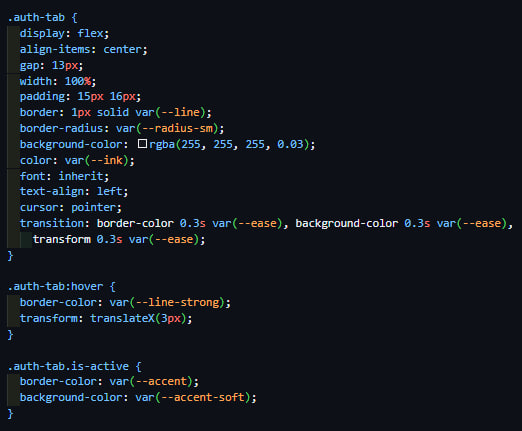 .auth-tab {
  display: flex;
  align-items: center;
  gap: 13px;
  width: 100%;
  padding: 15px 16px;
  border: 1px solid var(--line);
  border-radius: var(--radius-sm);
  background-color: rgba(255, 255, 255, 0.03);
  color: var(--ink);
  font: inherit;
  text-align: left;
  cursor: pointer;
  transition: border-color 0.3s var(--ease), background-color 0.3s var(--ease),
    transform 0.3s var(--ease);
}

.auth-tab:hover {
  border-color: var(--line-strong);
  transform: translateX(3px);
}

.auth-tab.is-active {
  border-color: var(--accent);
  background-color: var(--accent-soft);
}